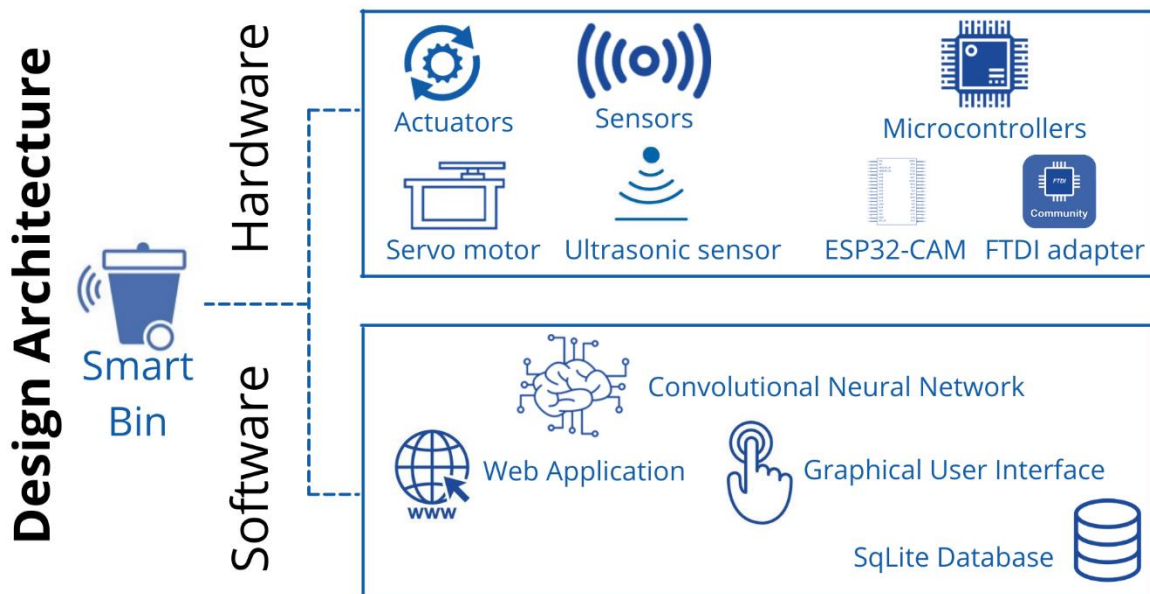 Design Architecture
Smart
Bin
Hardware
Actuators
Sensors
Microcontrollers
Servo motor
Ultrasonic sensor
ESP32-CAM
FTDI
Community
FTDI adapter
Software
Convolutional Neural Network
Web Application
www
Graphical User Interface
SqLite Database